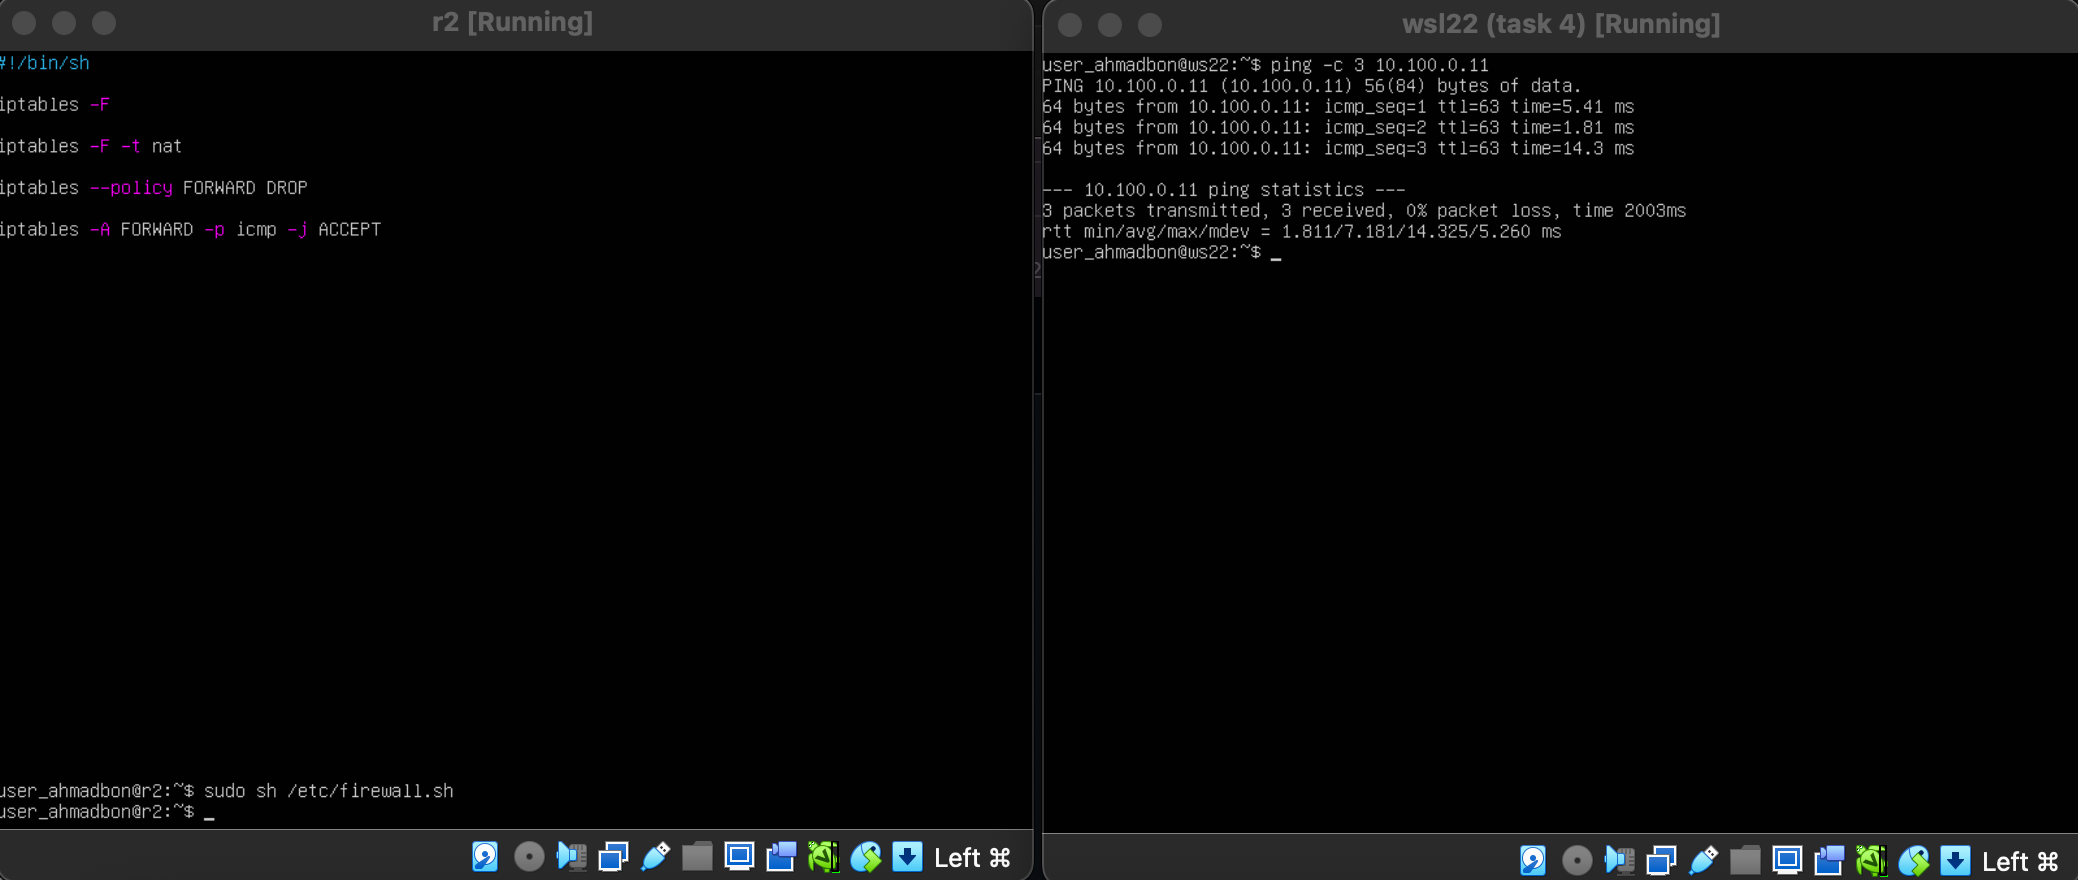 r2 [Running]
#!/bin/sh
iptables -F
iptables -F -t nat
iptables --policy FORWARD DROP
iptables -A FORWARD -p icmp -j ACCEPT
user_ahmadbon@r2:~$ sudo sh /etc/firewall.sh
user_ahmadbon@r2:~$ _
Left ⌘
wsl22 (task 4) [Running]
user_ahmadbon@ws22:~$ ping -c 3 10.100.0.11
PING 10.100.0.11 (10.100.0.11) 56(84) bytes of data.
64 bytes from 10.100.0.11: icmp_seq=1 ttl=63 time=5.41 ms
64 bytes from 10.100.0.11: icmp_seq=2 ttl=63 time=1.81 ms
64 bytes from 10.100.0.11: icmp_seq=3 ttl=63 time=14.3 ms
--- 10.100.0.11 ping statistics ---
3 packets transmitted, 3 received, 0% packet loss, time 2003ms
rtt min/avg/max/mdev = 1.811/7.181/14.325/5.260 ms
user_ahmadbon@ws22:~$ _
Left ⌘